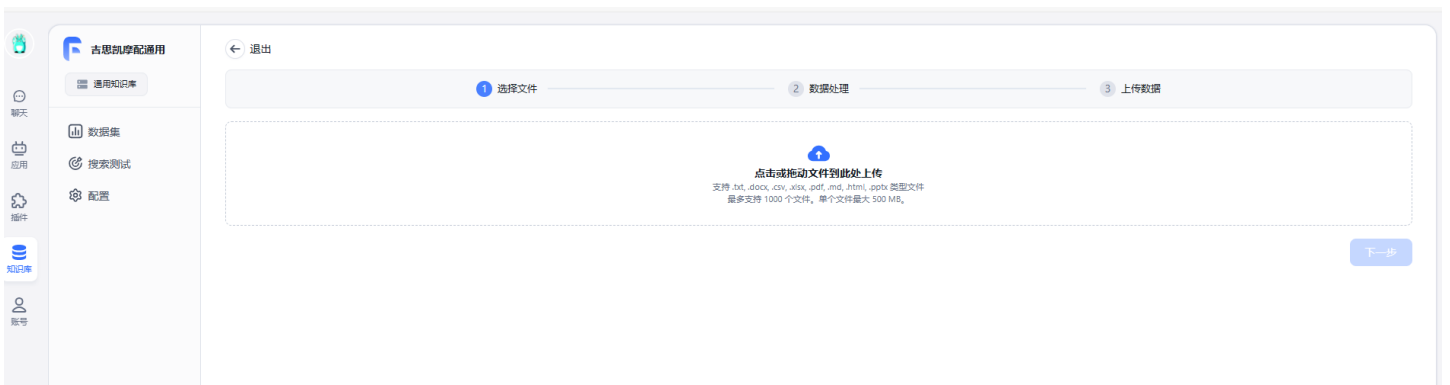 聊天
应用
插件
知识库
账号
吉思凯摩配通用
通用知识库
数据集
搜索测试
配置
退出
1 选择文件
2 数据处理
3 上传数据
点击或拖动文件到此处上传
支持 .txt, .docx, .csv, .xlsx, .pdf, .md, .html, .pptx 类型文件
最多支持 1000 个文件，单个文件最大 500 MB。
下一步